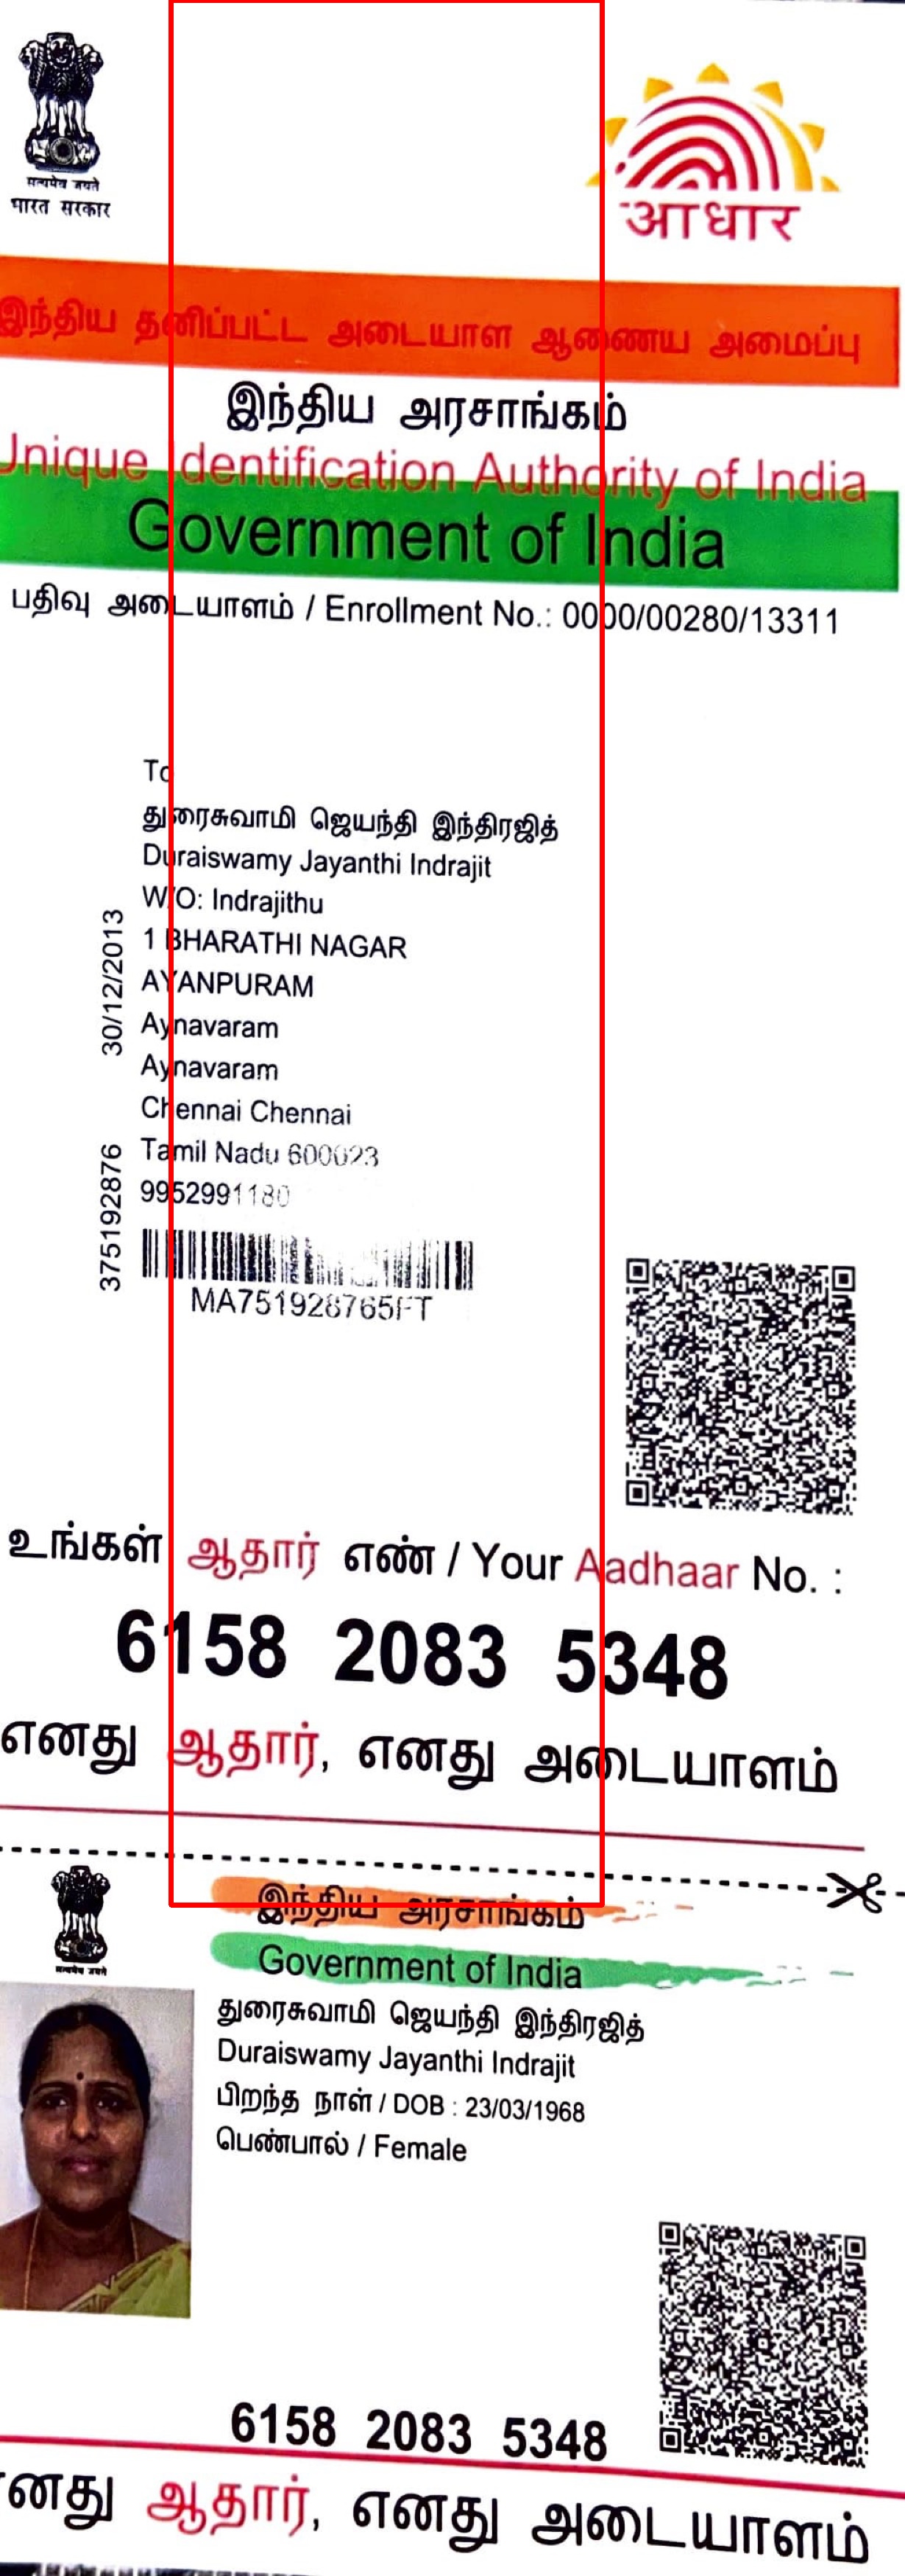 सत्यमेव जयते
भारत सरकार
आधार
இந்திய தனிப்பட்ட அடையாள ஆணைய அமைப்பு
இந்திய அரசாங்கம்
Unique Identification Authority of India
Government of India
பதிவு அடையாளம் / Enrollment No.: 0000/00280/13311
To
துரைசுவாமி ஜெயந்தி இந்திரஜித்
Duraiswamy Jayanthi Indrajit
W/O: Indrajithu
1 BHARATHI NAGAR
AYANPURAM
Aynavaram
Aynavaram
Chennai Chennai
Tamil Nadu 600023
9952991180
30/12/2013
375192876
MA751928765FT
உங்கள் ஆதார் எண் / Your Aadhaar No. :
6158 2083 5348
எனது ஆதார், எனது அடையாளம்
இந்திய அரசாங்கம்
Government of India
सत्यमेव जयते
துரைசுவாமி ஜெயந்தி இந்திரஜித்
Duraiswamy Jayanthi Indrajit
பிறந்த நாள் / DOB : 23/03/1968
பெண்பால் / Female
6158 2083 5348
எனது ஆதார், எனது அடையாளம்